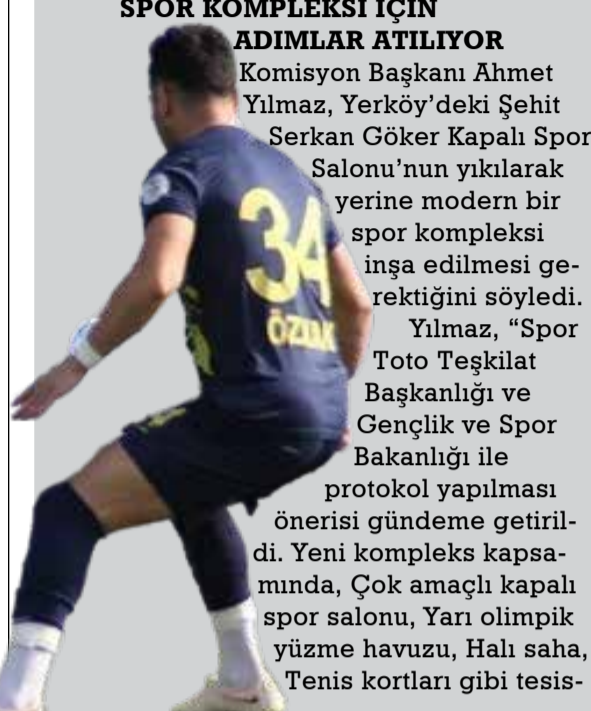 SPOR KOMPLEKSİ İÇİN
ADIMLAR ATILIYOR
Komisyon Başkanı Ahmet
Yılmaz, Yerköy’deki Şehit
Serkan Göker Kapalı Spor
Salonu’nun yıkılarak
yerine modern bir
spor kompleksi
inşa edilmesi ge-
rektiğini söyledi.
Yılmaz, “Spor
Toto Teşkilat
Başkanlığı ve
Gençlik ve Spor
Bakanlığı ile
protokol yapılması
önerisi gündeme getiril-
di. Yeni kompleks kapsa-
mında, Çok amaçlı kapalı
spor salonu, Yarı olimpik
yüzme havuzu, Halı saha,
Tenis kortları gibi tesis-
34